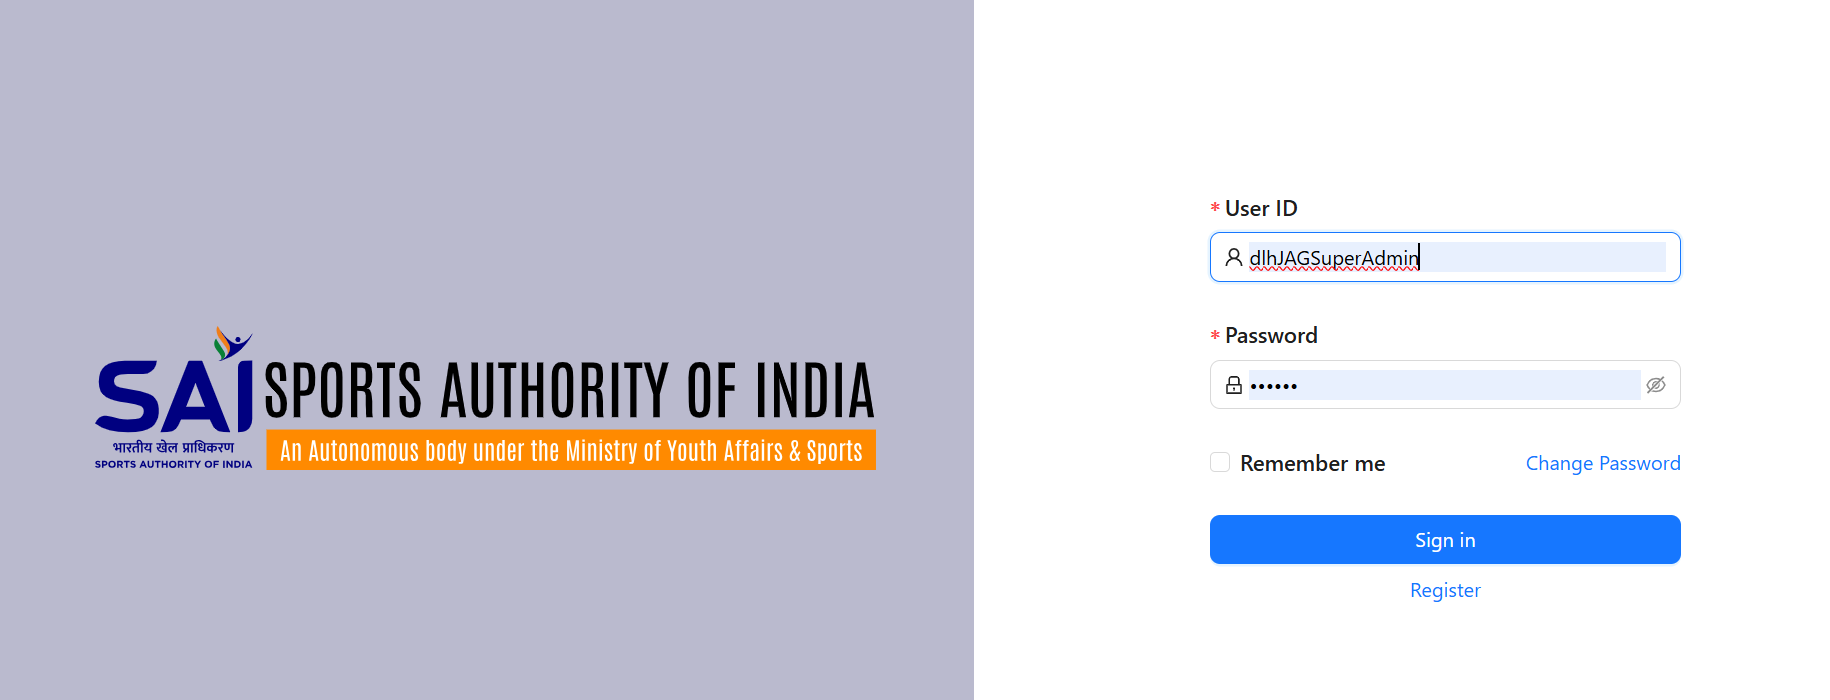 SAI
भारतीय खेल प्राधिकरण
SPORTS AUTHORITY OF INDIA
SPORTS AUTHORITY OF INDIA
An Autonomous body under the Ministry of Youth Affairs & Sports
* User ID
dlhJAGSuperAdmin
* Password
••••••
Remember me
Change Password
Sign in
Register